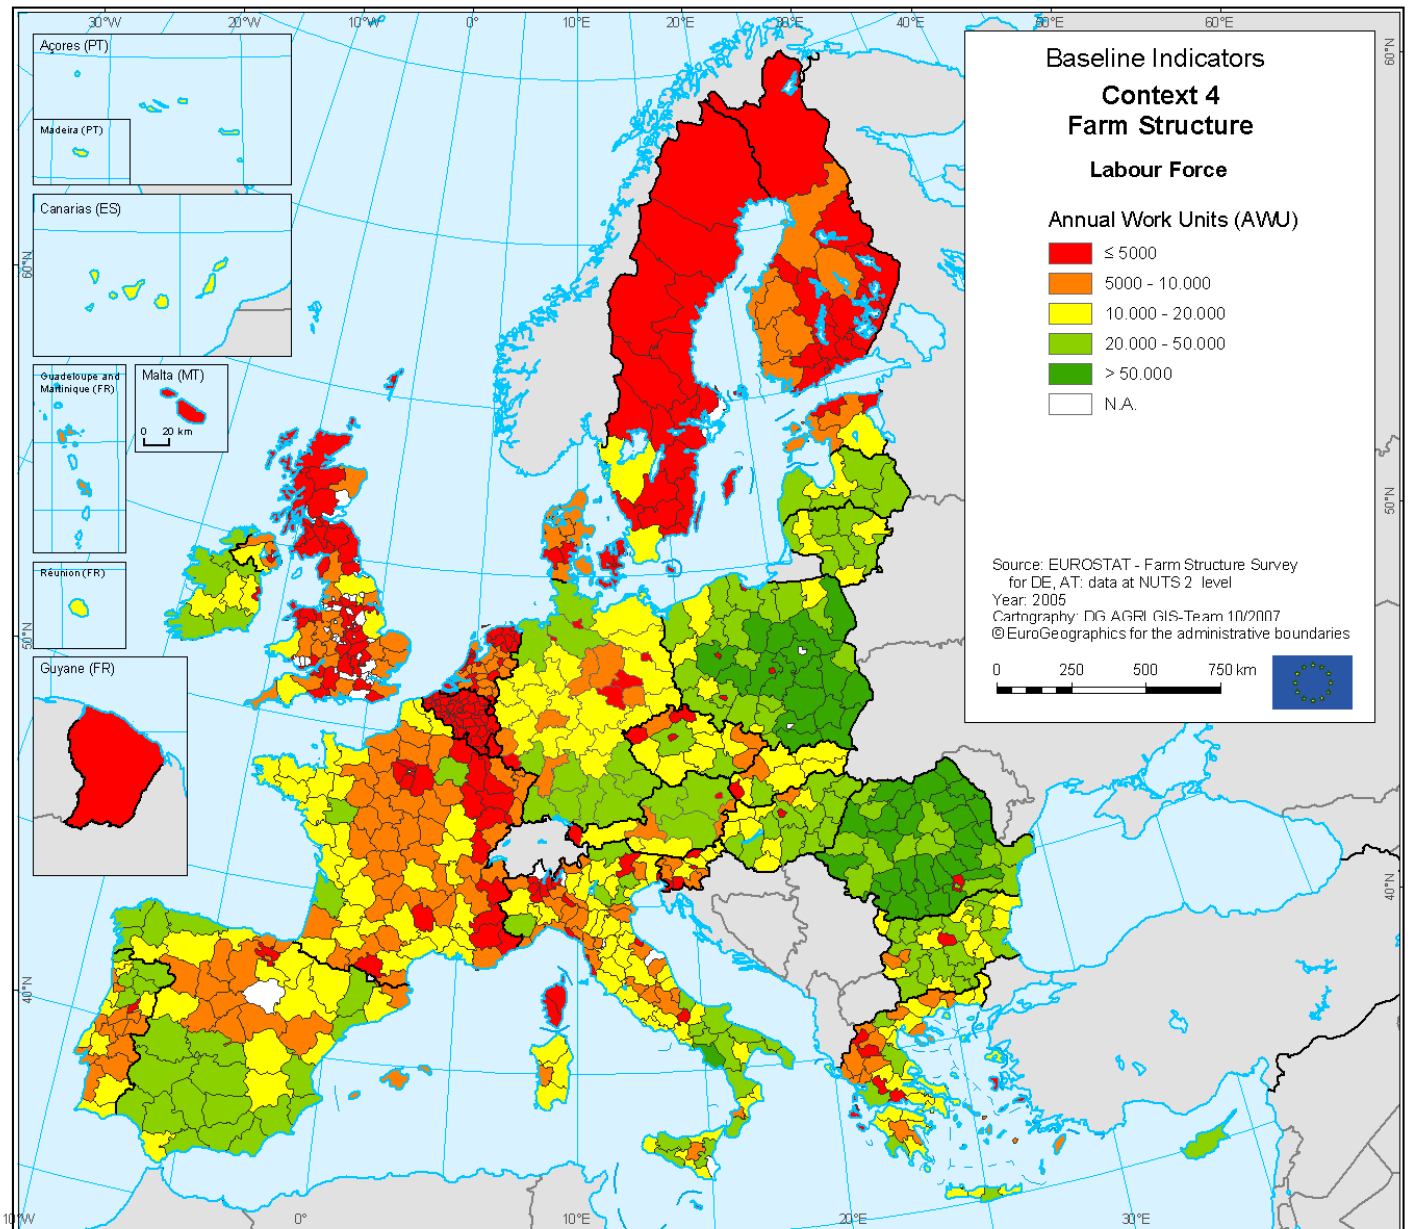 30°W
20°W
10°W
0°
10°E
20°E
30°E
40°E
50°E
60°E
Açores (PT)
Madeira (PT)
Canarias (ES)
Guadeloupe and
Martinique (FR)
Malta (MT)
0 20 km
Réunion (FR)
Guyane (FR)
Baseline Indicators
Context 4
Farm Structure
Labour Force
Annual Work Units (AWU)
≤ 5000
5000 - 10.000
10.000 - 20.000
20.000 - 50.000
> 50.000
N.A.
Source: EUROSTAT - Farm Structure Survey
for DE, AT: data at NUTS 2 level
Year: 2005
Cartography: DG AGRI GIS-Team 10/2007
© EuroGeographics for the administrative boundaries
0 250 500 750 km
60°N
50°N
40°N
60°N
50°N
40°N
10°W
0°
10°E
20°E
30°E